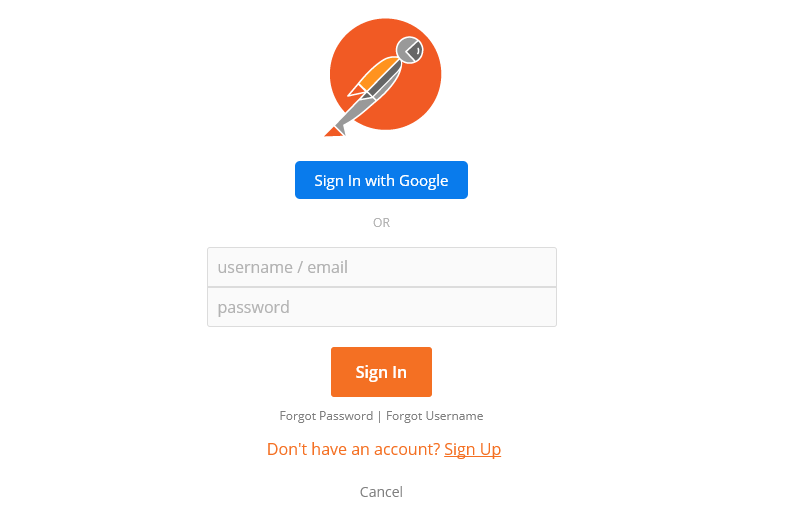 Sign In with Google
OR
username / email
password
Sign In
Forgot Password | Forgot Username
Don't have an account? Sign Up
Cancel